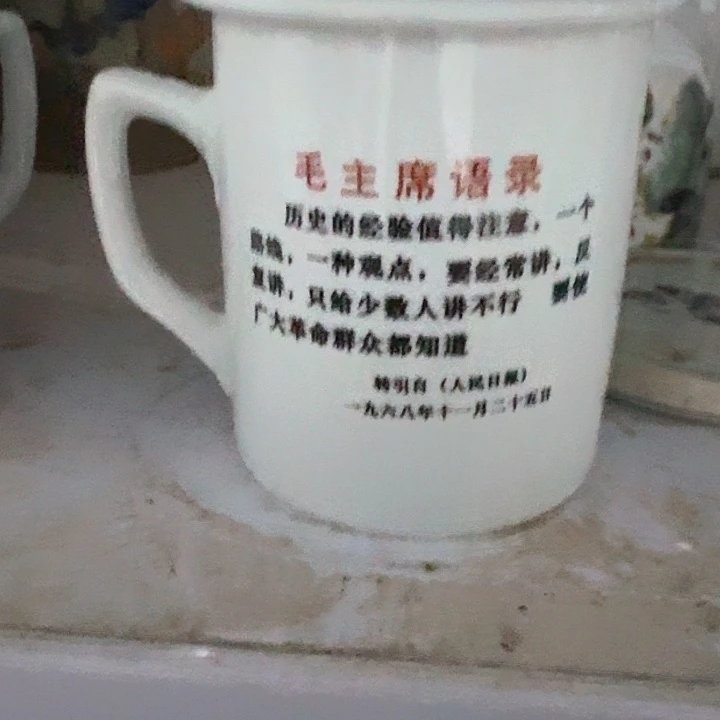 毛主席语录
历史的经验值得注意，一个
路线，一种观点，要经常讲，反
复讲，只给少数人讲不行 要使
广大革命群众都知道
转引自（人民日报）
一九六八年十一月二十五日